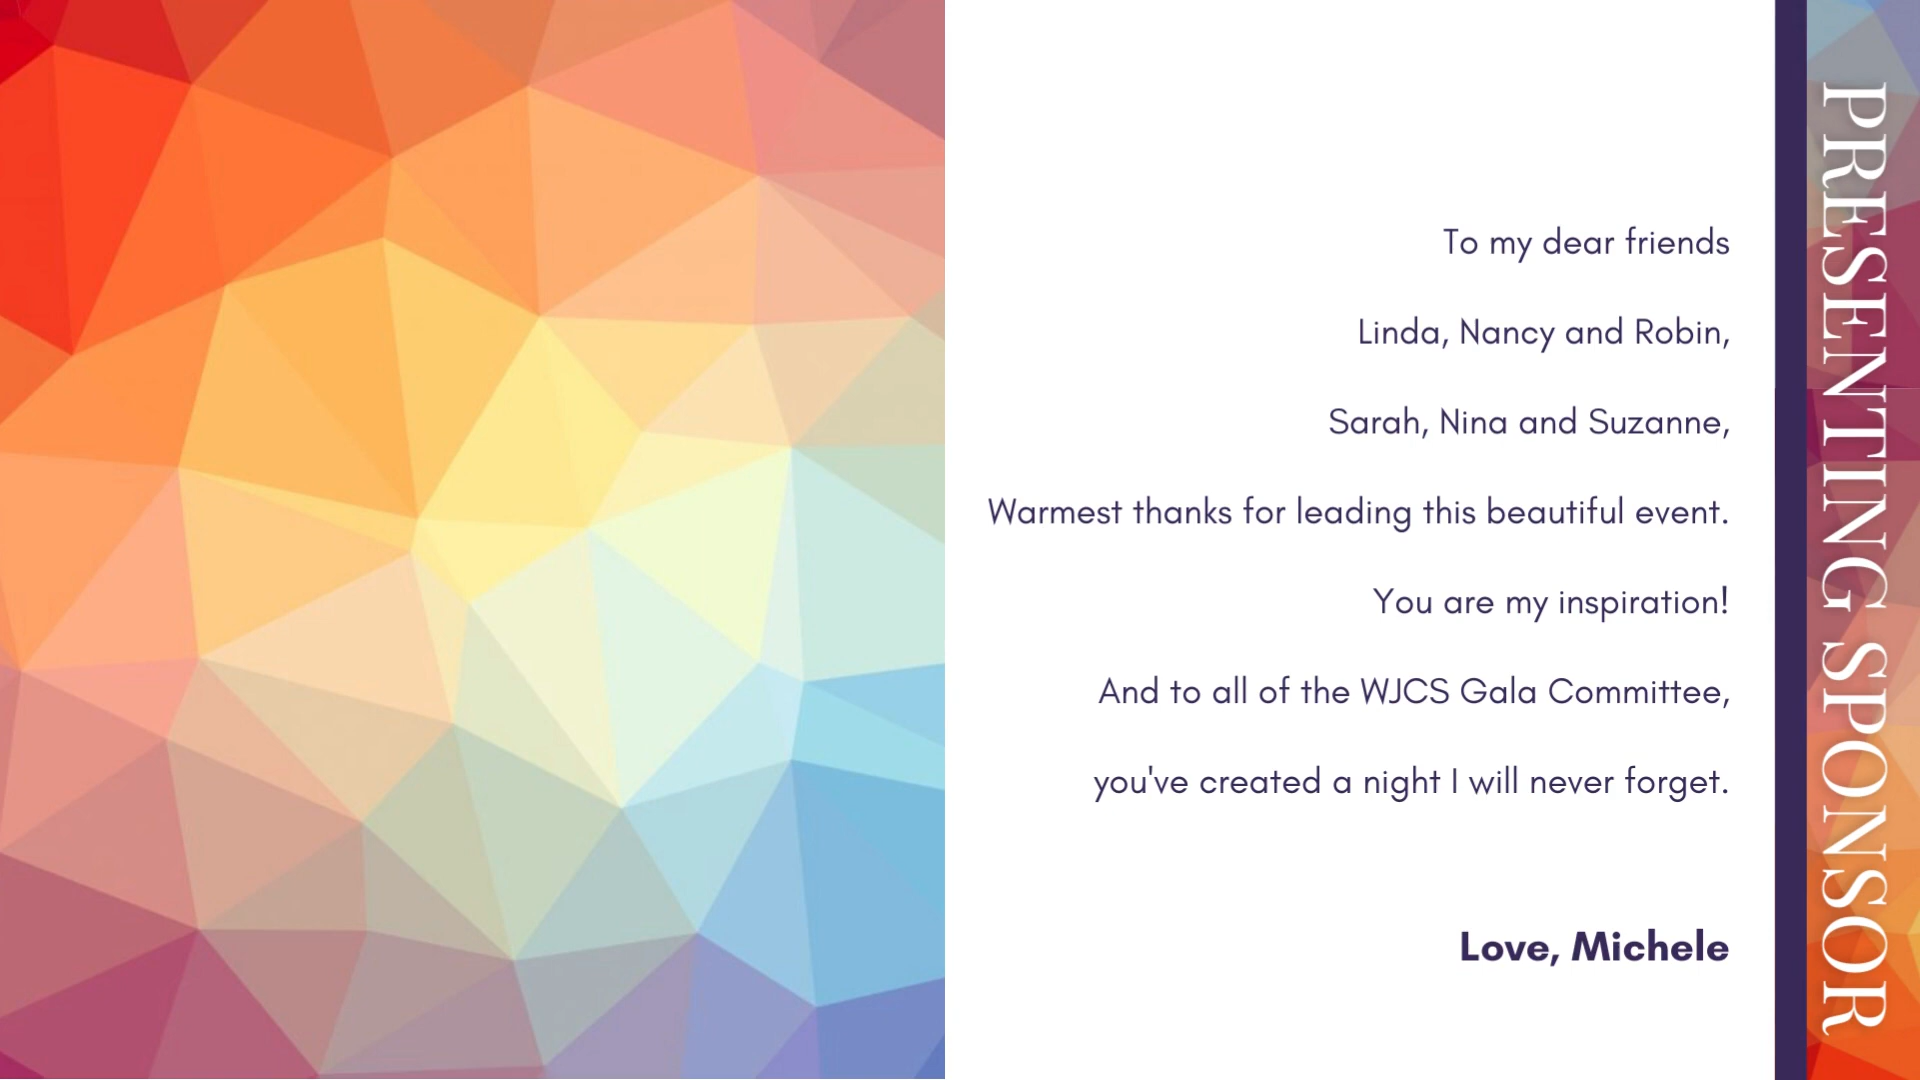 To my dear friends
Linda, Nancy and Robin,
Sarah, Nina and Suzanne,
Warmest thanks for leading this beautiful event.
You are my inspiration!
And to all of the WJCS Gala Committee,
you've created a night I will never forget.
Love, Michele
PRESENTING SPONSOR